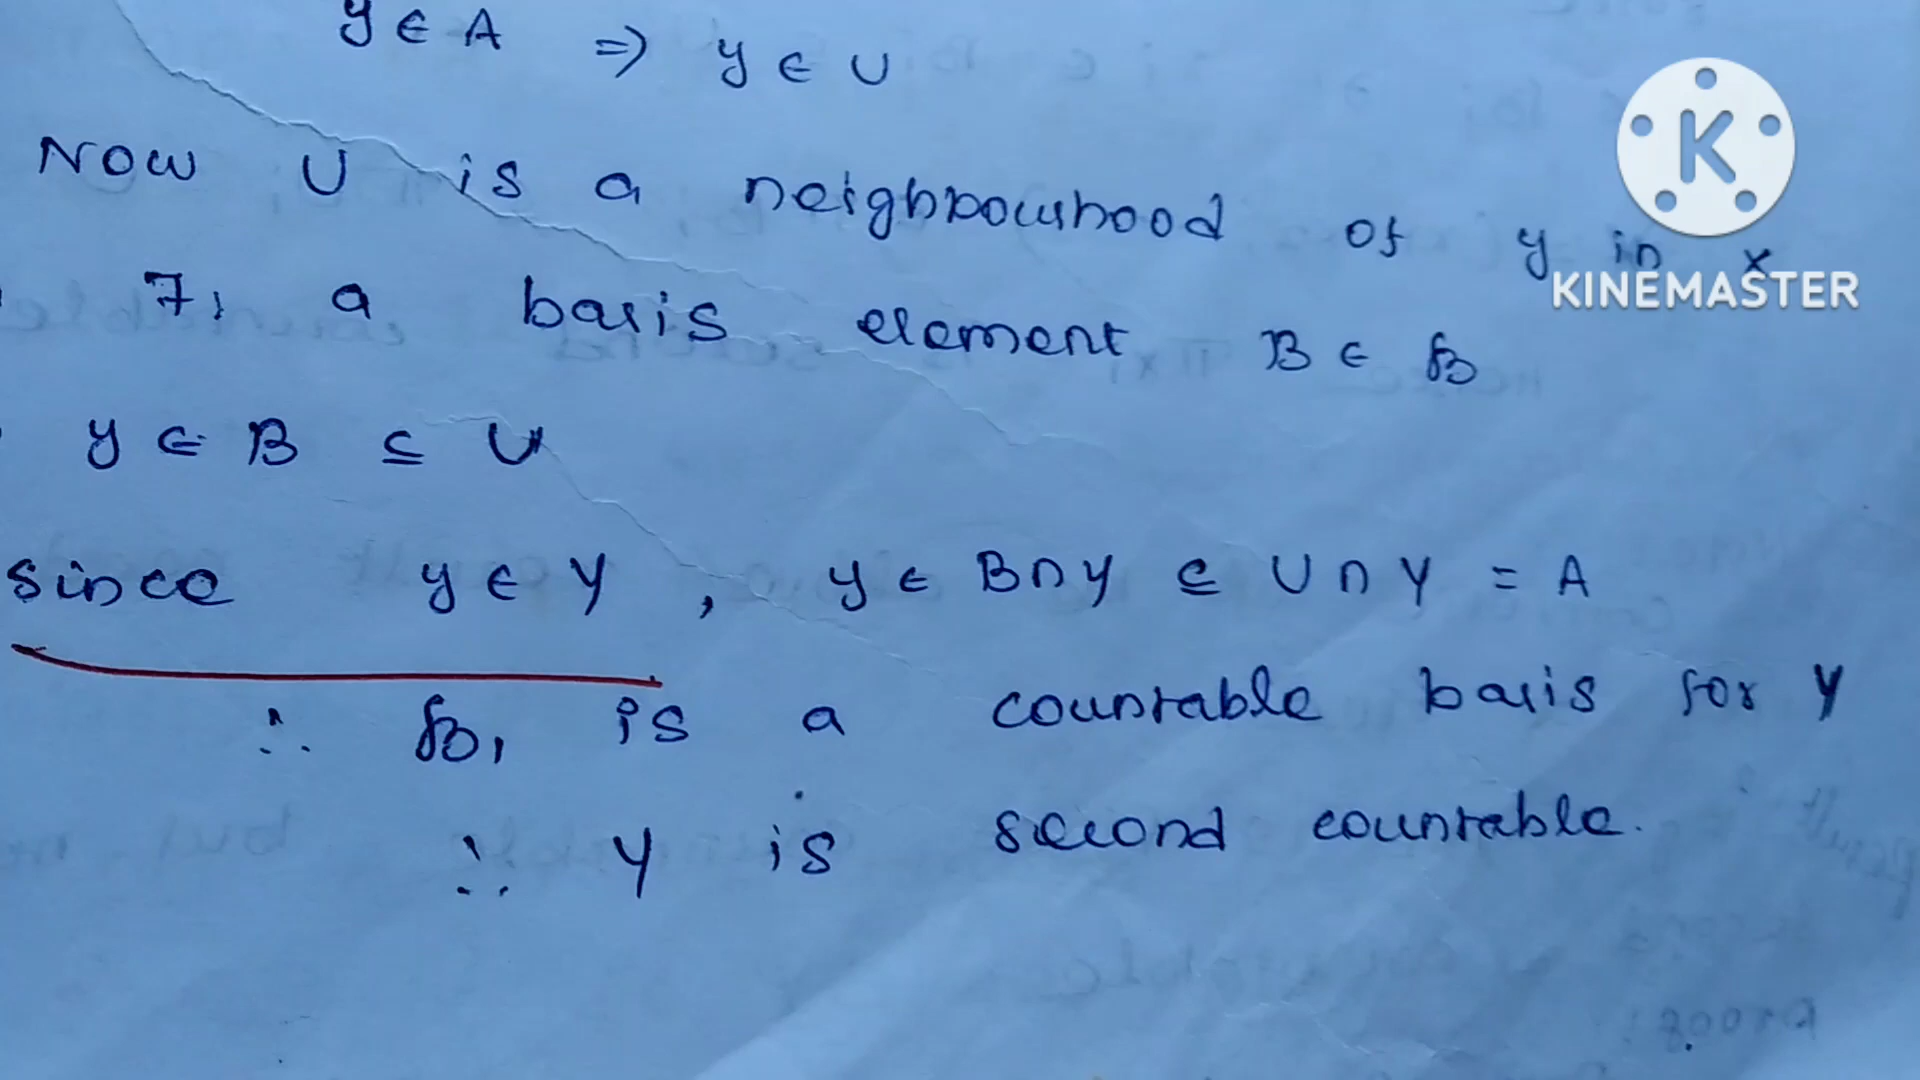 y ∈ A ⇒ y ∈ U
Now U is a neighbourhood of y in X
∃, a basis element B ∈ ℬ
y ∈ B ⊆ U
since y ∈ Y , y ∈ B∩Y ⊆ U∩Y = A
∴ ℬ₁ is a countable basis for Y
∴ Y is second countable.
KINEMASTER